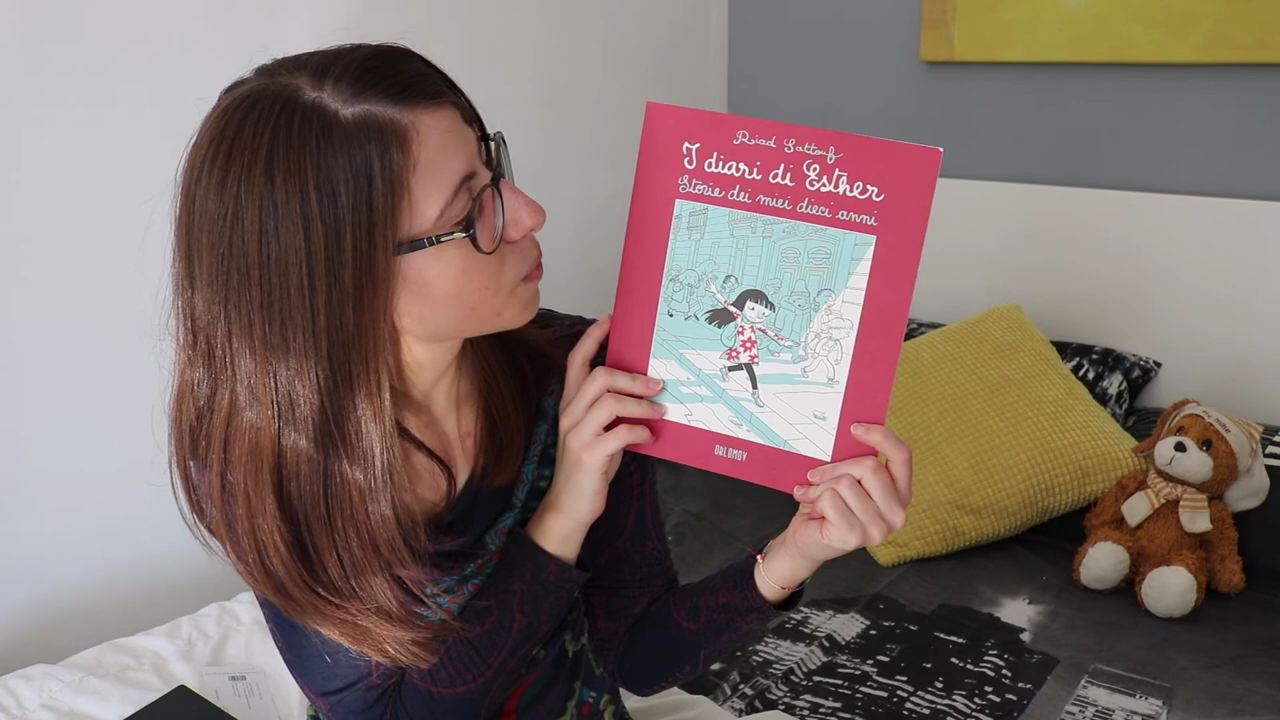 Riad Sattouf
I diari di Esther
Storie dei miei dieci anni
OBLOMOV